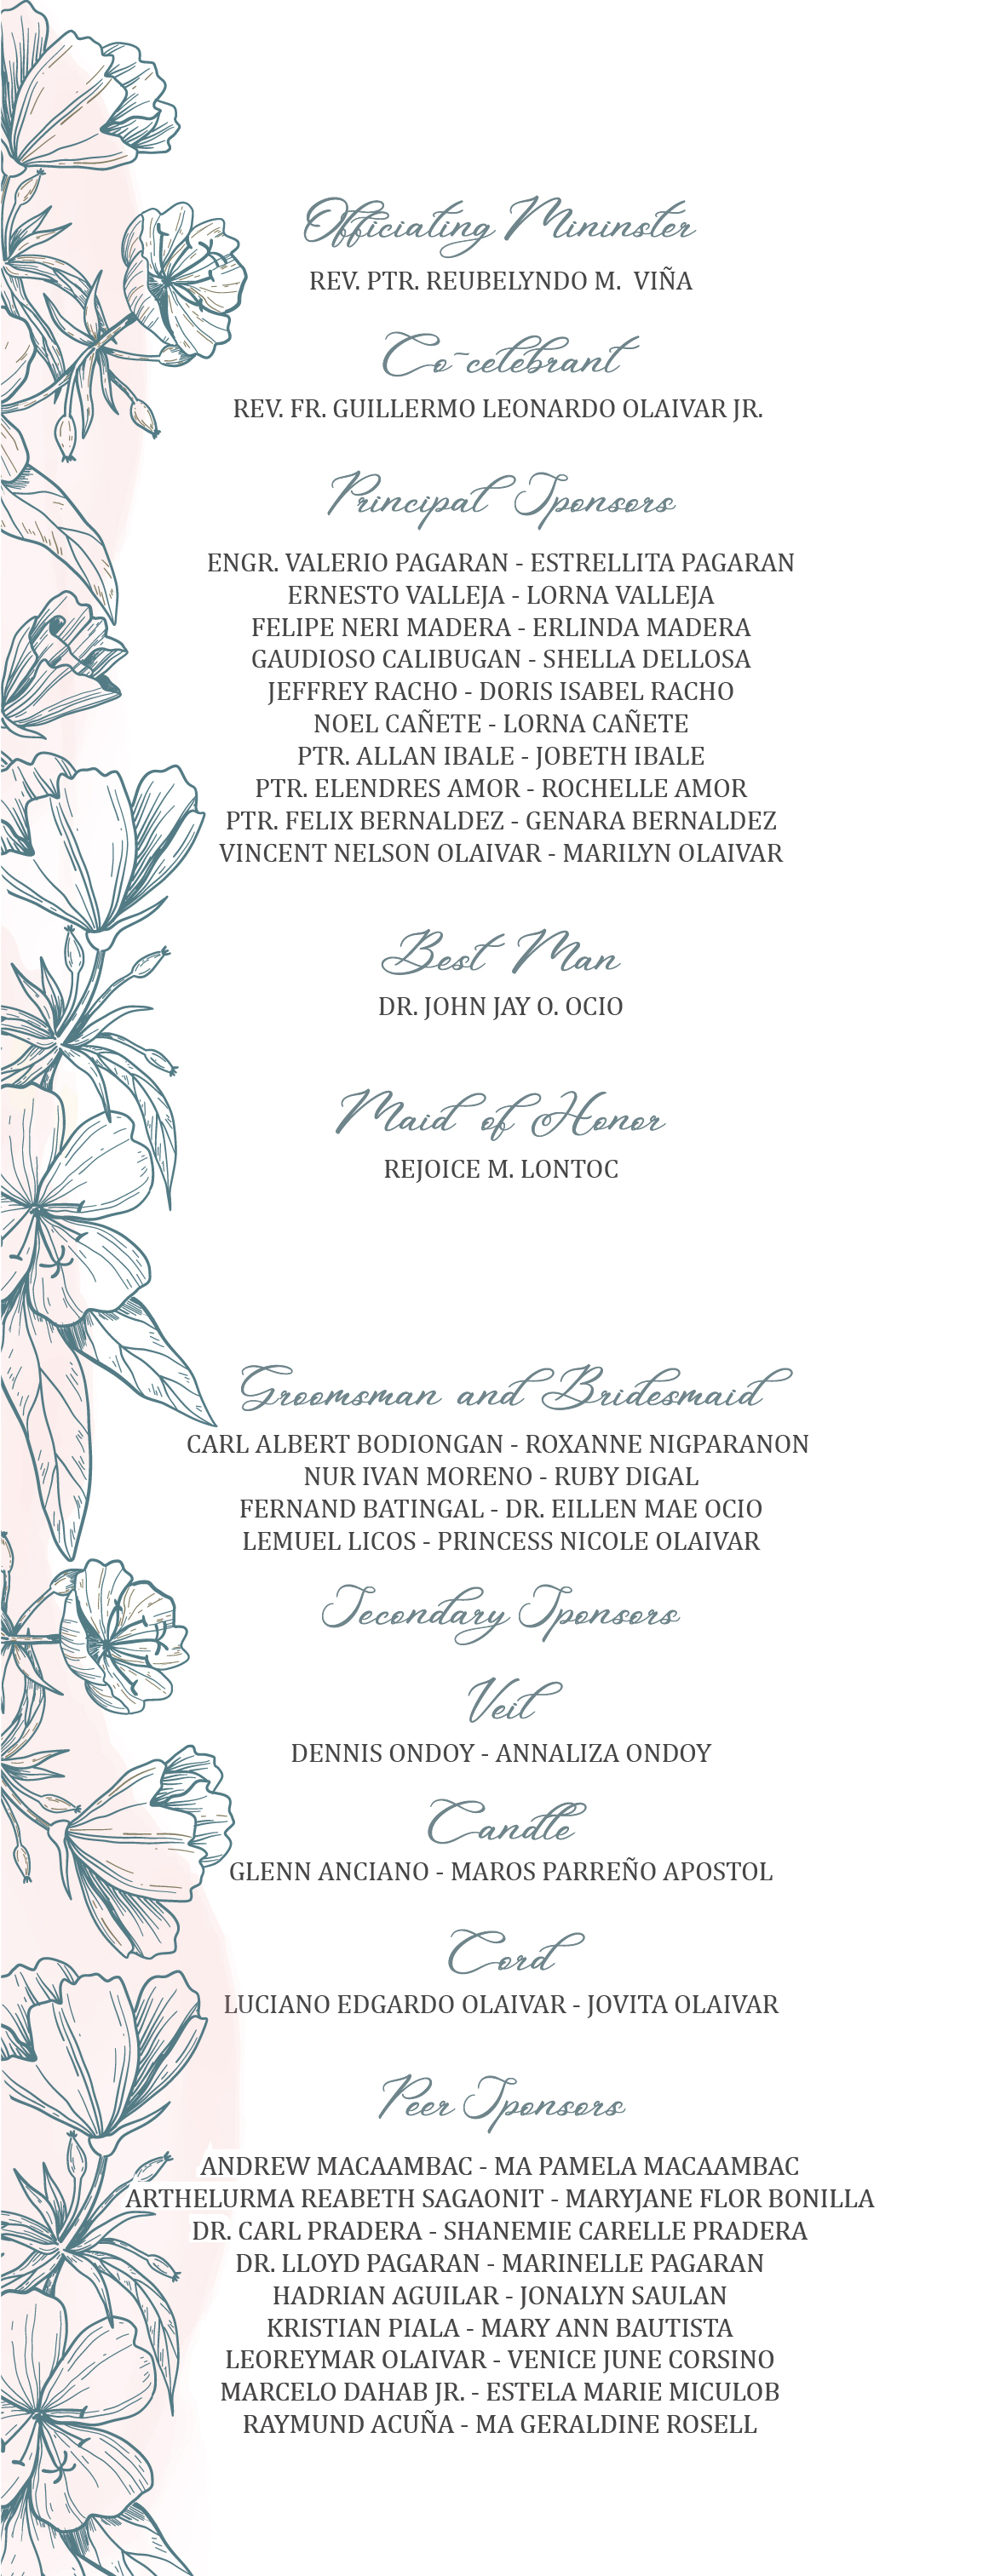 Officiating Mininster
REV. PTR. REUBELYNDO M. VIÑA
Co-celebrant
REV. FR. GUILLERMO LEONARDO OLAIVAR JR.
Principal Sponsors
ENGR. VALERIO PAGARAN - ESTRELLITA PAGARAN
ERNESTO VALLEJA - LORNA VALLEJA
FELIPE NERI MADERA - ERLINDA MADERA
GAUDIOSO CALIBUGAN - SHELLA DELLOSA
JEFFREY RACHO - DORIS ISABEL RACHO
NOEL CAÑETE - LORNA CAÑETE
PTR. ALLAN IBALE - JOBETH IBALE
PTR. ELENDRES AMOR - ROCHELLE AMOR
PTR. FELIX BERNALDEZ - GENARA BERNALDEZ
VINCENT NELSON OLAIVAR - MARILYN OLAIVAR
Best Man
DR. JOHN JAY O. OCIO
Maid of Honor
REJOICE M. LONTOC
Groomsman and Bridesmaid
CARL ALBERT BODIONGAN - ROXANNE NIGPARANON
NUR IVAN MORENO - RUBY DIGAL
FERNAND BATINGAL - DR. EILLEN MAE OCIO
LEMUEL LICOS - PRINCESS NICOLE OLAIVAR
Secondary Sponsors
Veil
DENNIS ONDOY - ANNALIZA ONDOY
Candle
GLENN ANCIANO - MAROS PARREÑO APOSTOL
Cord
LUCIANO EDGARDO OLAIVAR - JOVITA OLAIVAR
Peer Sponsors
ANDREW MACAAMBAC - MA PAMELA MACAAMBAC
ARTHELURMA REABETH SAGAONIT - MARYJANE FLOR BONILLA
DR. CARL PRADERA - SHANEMIE CARELLE PRADERA
DR. LLOYD PAGARAN - MARINELLE PAGARAN
HADRIAN AGUILAR - JONALYN SAULAN
KRISTIAN PIALA - MARY ANN BAUTISTA
LEOREYMAR OLAIVAR - VENICE JUNE CORSINO
MARCELO DAHAB JR. - ESTELA MARIE MICULOB
RAYMUND ACUÑA - MA GERALDINE ROSELL